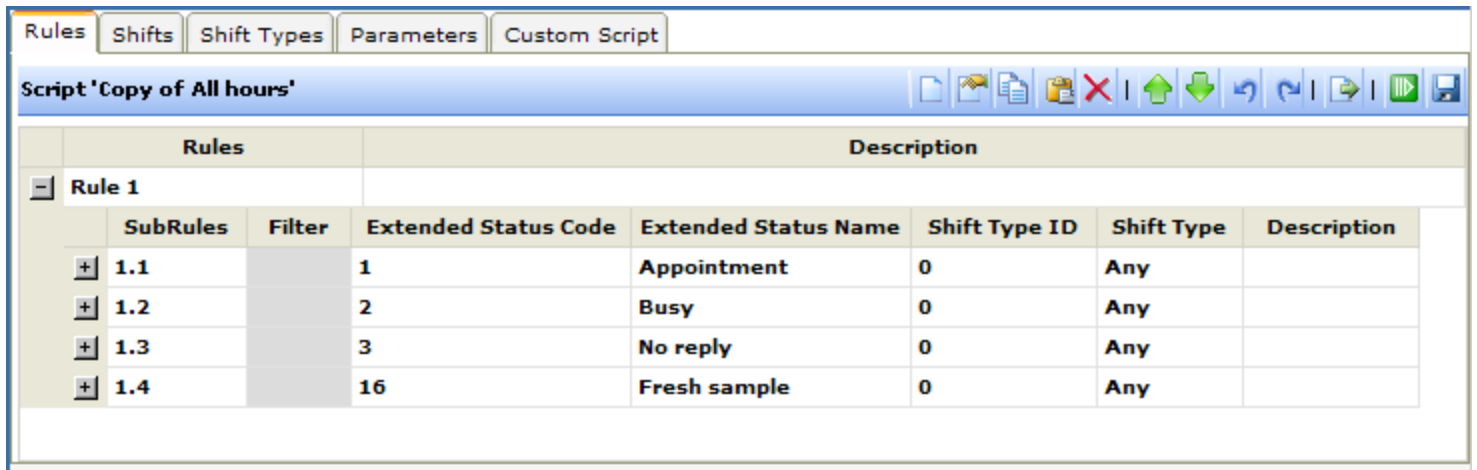 Rules Shifts Shift Types Parameters Custom Script
Script 'Copy of All hours'
Rules Description
Rule 1
SubRules Filter Extended Status Code Extended Status Name Shift Type ID Shift Type Description
1.1 1 Appointment 0 Any
1.2 2 Busy 0 Any
1.3 3 No reply 0 Any
1.4 16 Fresh sample 0 Any